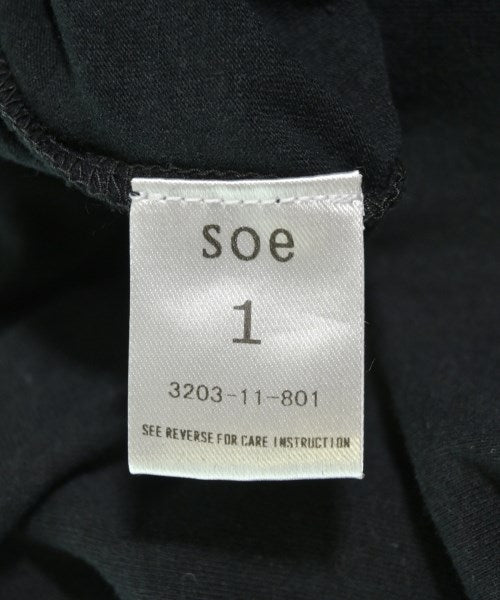 soe
1
3203-11-801
SEE REVERSE FOR CARE INSTRUCTION